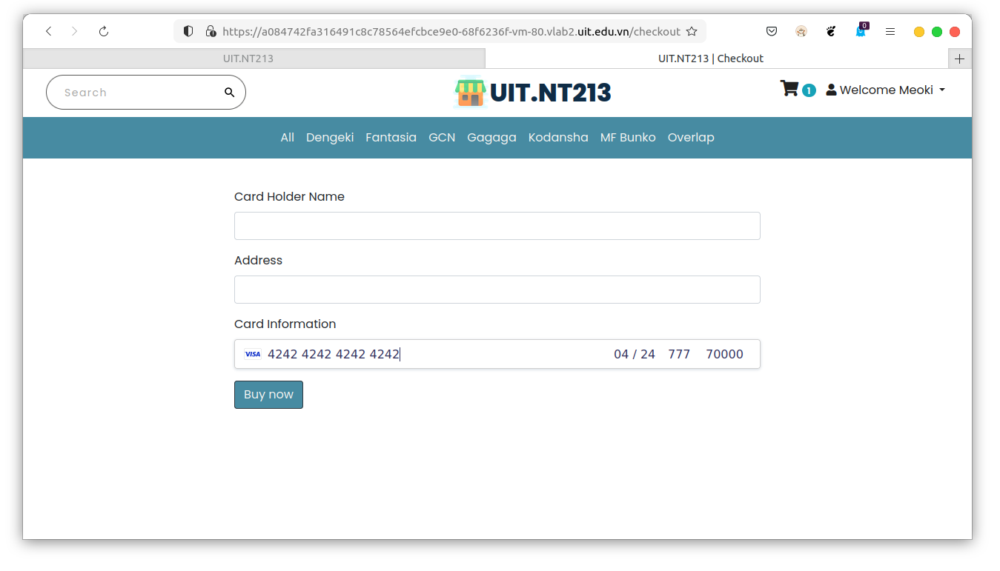 https://a084742fa316491c8c78564efcbce9e0-68f6236f-vm-80.vlab2.uit.edu.vn/checkout
0
UIT.NT213
UIT.NT213 | Checkout
Search
UIT.NT213
1
Welcome Meoki
All Dengeki Fantasia GCN Gagaga Kodansha MF Bunko Overlap
Card Holder Name
Address
Card Information
VISA 4242 4242 4242 4242 04 / 24 777 70000
Buy now